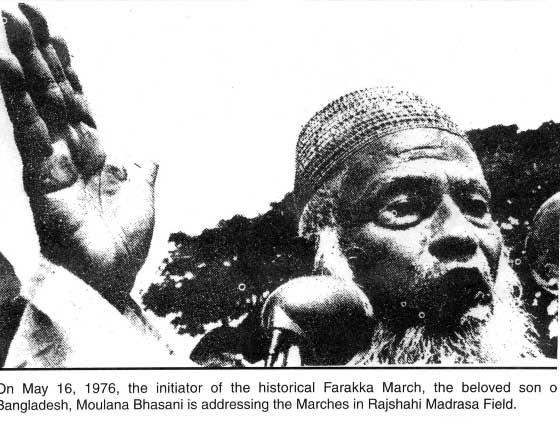 On May 16, 1976, the initiator of the historical Farakka March, the beloved son o
Bangladesh, Moulana Bhasani is addressing the Marches in Rajshahi Madrasa Field.